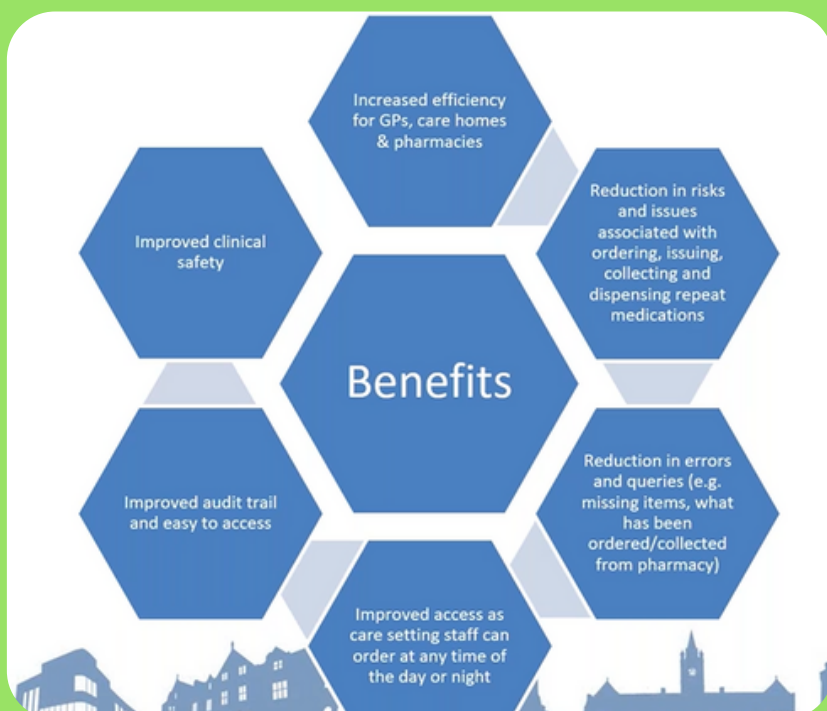 Increased efficiency
for GPs, care homes
& pharmacies
Reduction in risks
and issues
associated with
ordering, issuing,
collecting and
dispensing repeat
medications
Reduction in errors
and queries (e.g.
missing items, what
has been
ordered/collected
from pharmacy)
Improved access as
care setting staff can
order at any time of
the day or night
Improved audit trail
and easy to access
Improved clinical
safety
Benefits